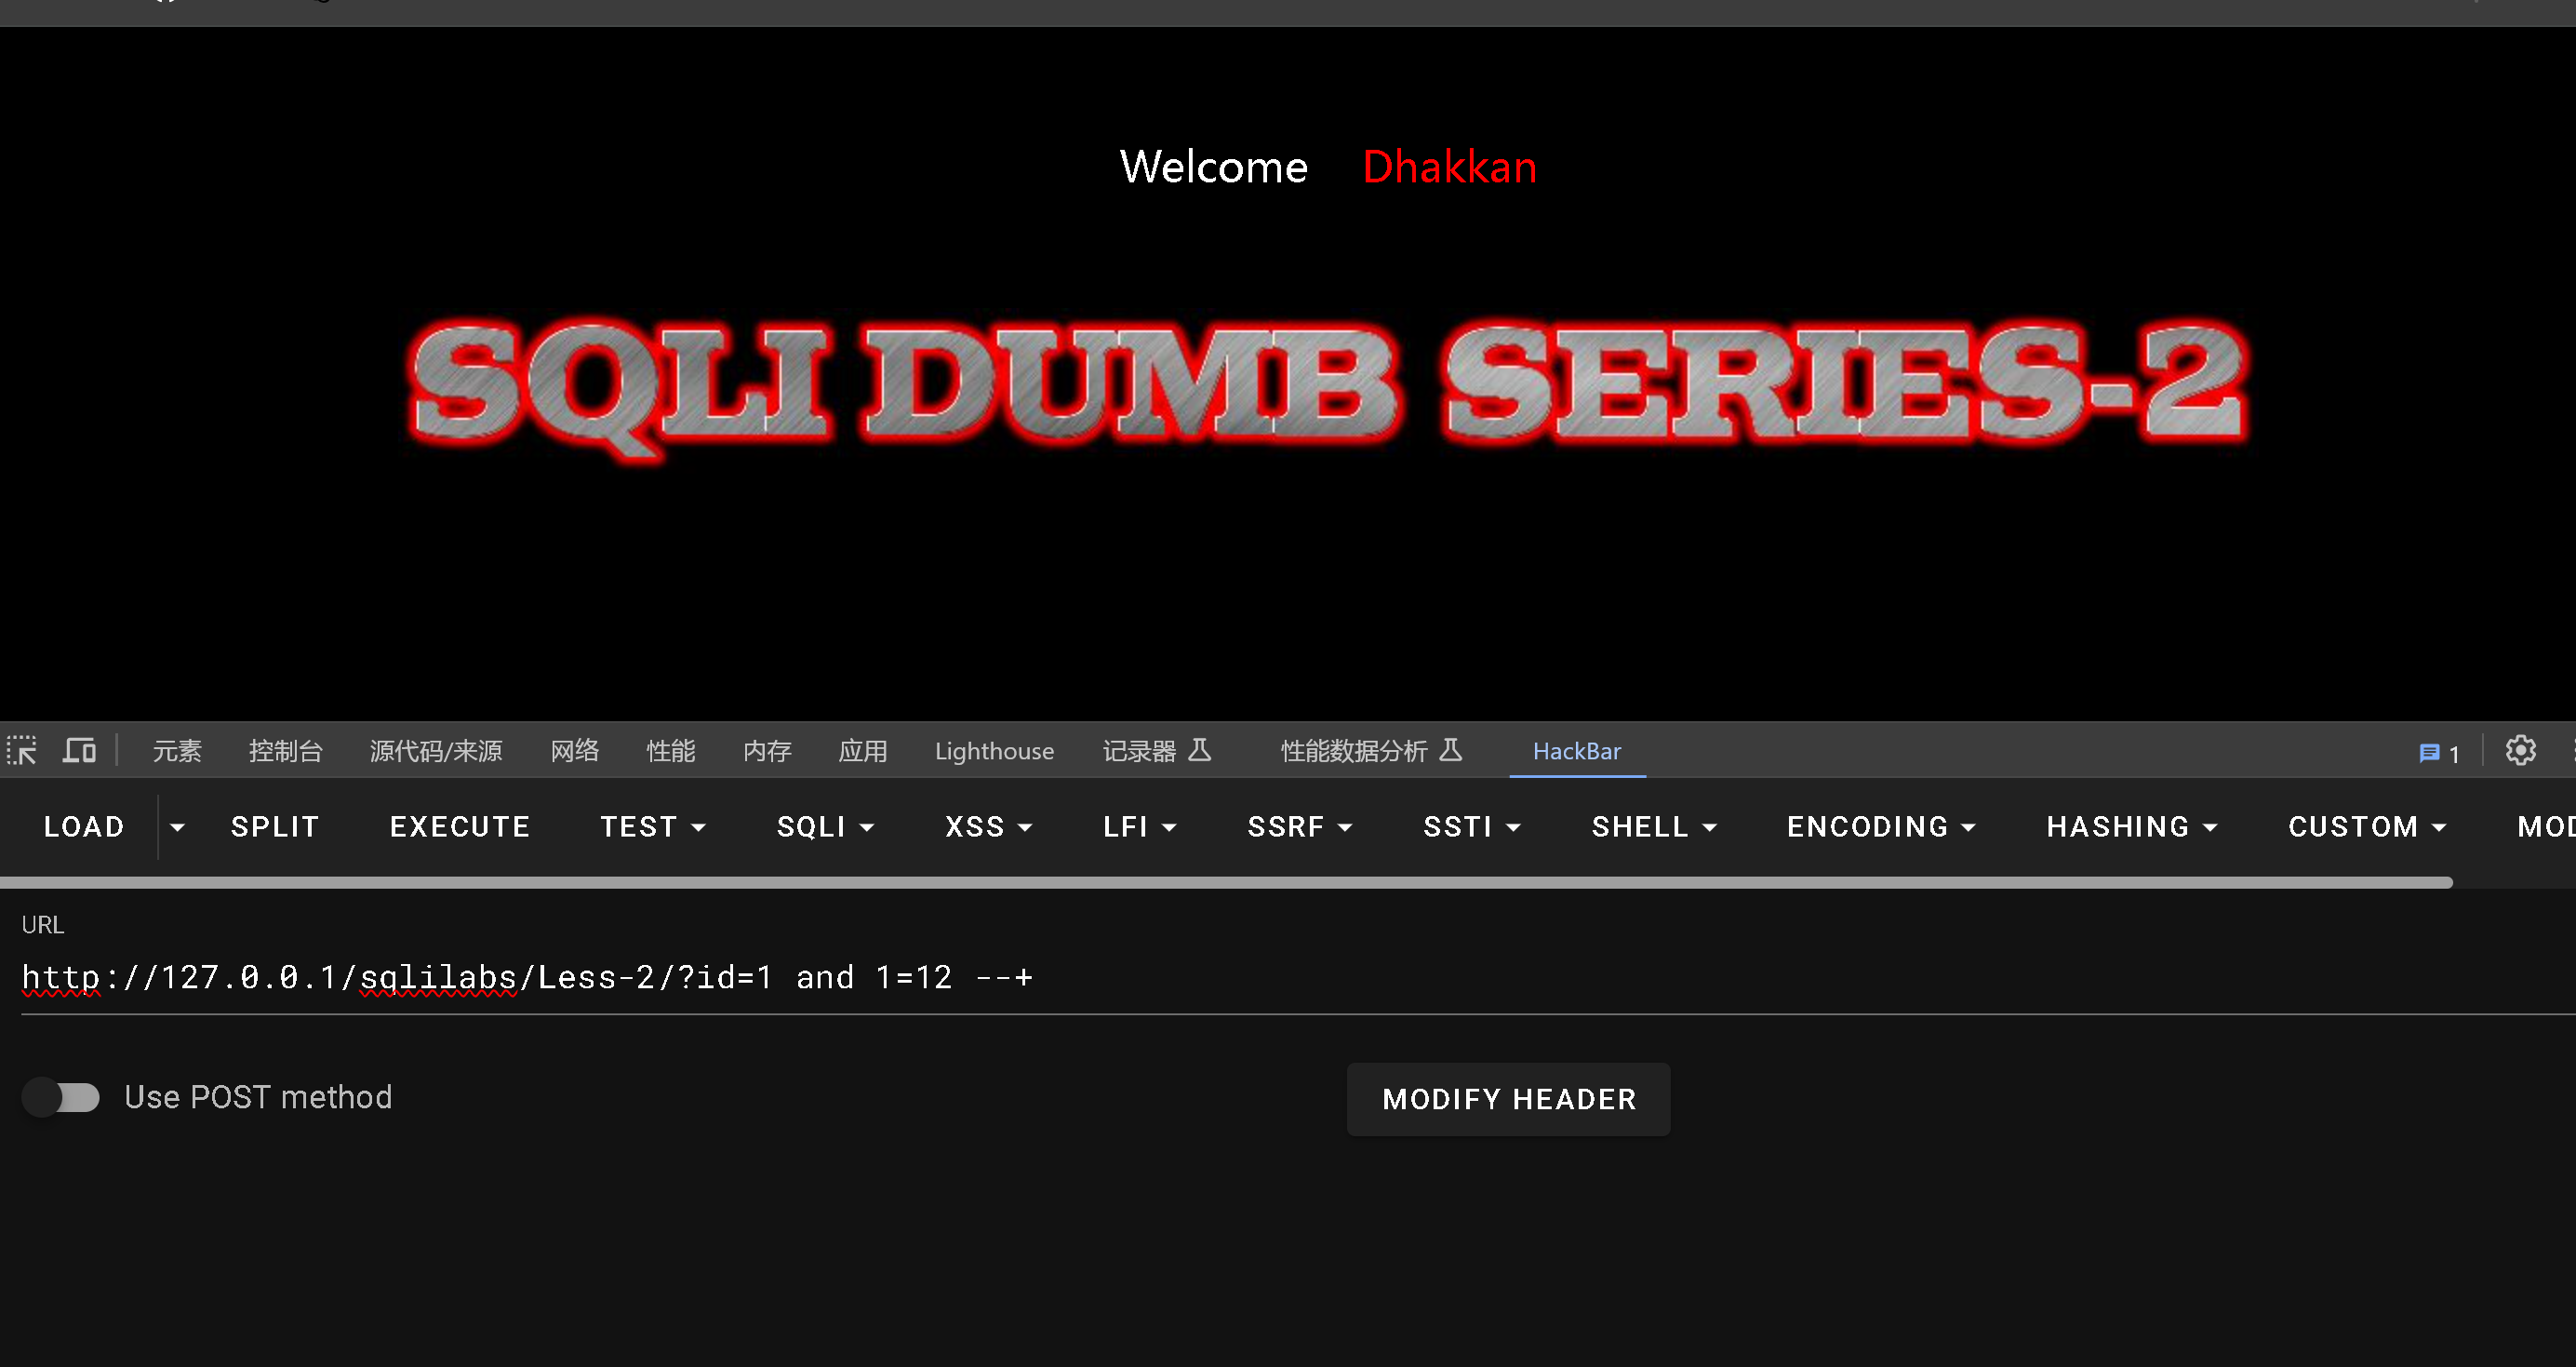 Welcome Dhakkan
SQLI DUMB SERIES-2
元素 控制台 源代码/来源 网络 性能 内存 应用 Lighthouse 记录器 性能数据分析 HackBar 1
LOAD SPLIT EXECUTE TEST SQLI XSS LFI SSRF SSTI SHELL ENCODING HASHING CUSTOM
URL
http://127.0.0.1/sqlilabs/Less-2/?id=1 and 1=12 --+
Use POST method MODIFY HEADER